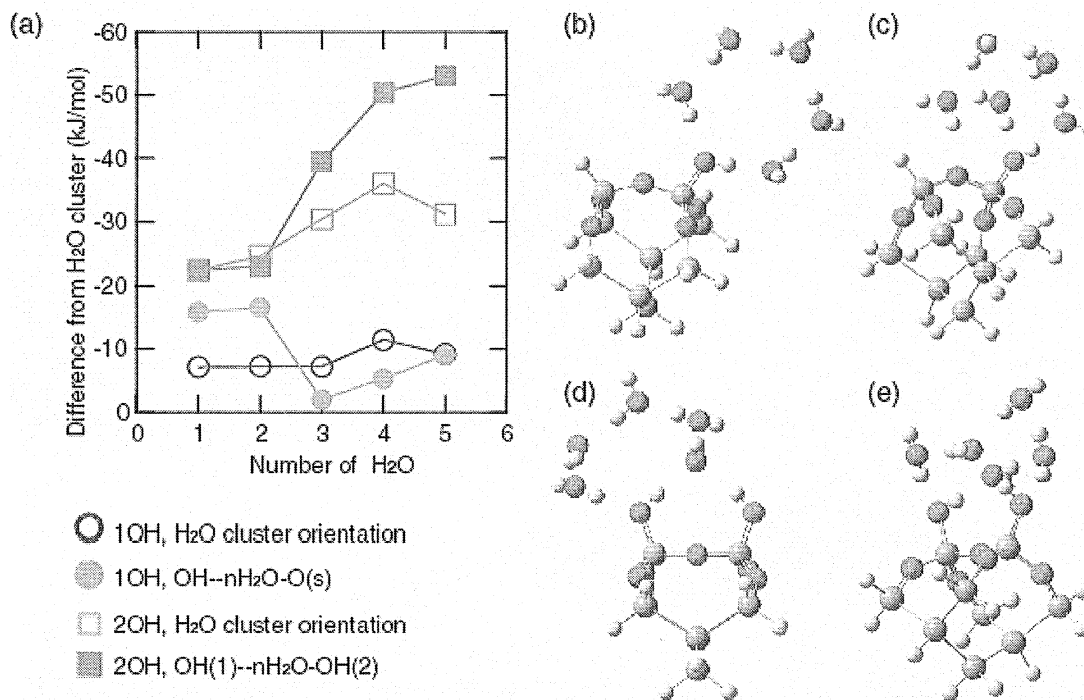 (a)
Difference from H₂O cluster (kJ/mol)
-60
-50
-40
-30
-20
-10
0
0 1 2 3 4 5 6
Number of H₂O
1OH, H₂O cluster orientation
1OH, OH--nH₂O-O(s)
2OH, H₂O cluster orientation
2OH, OH(1)--nH₂O-OH(2)
(b)
(c)
(d)
(e)